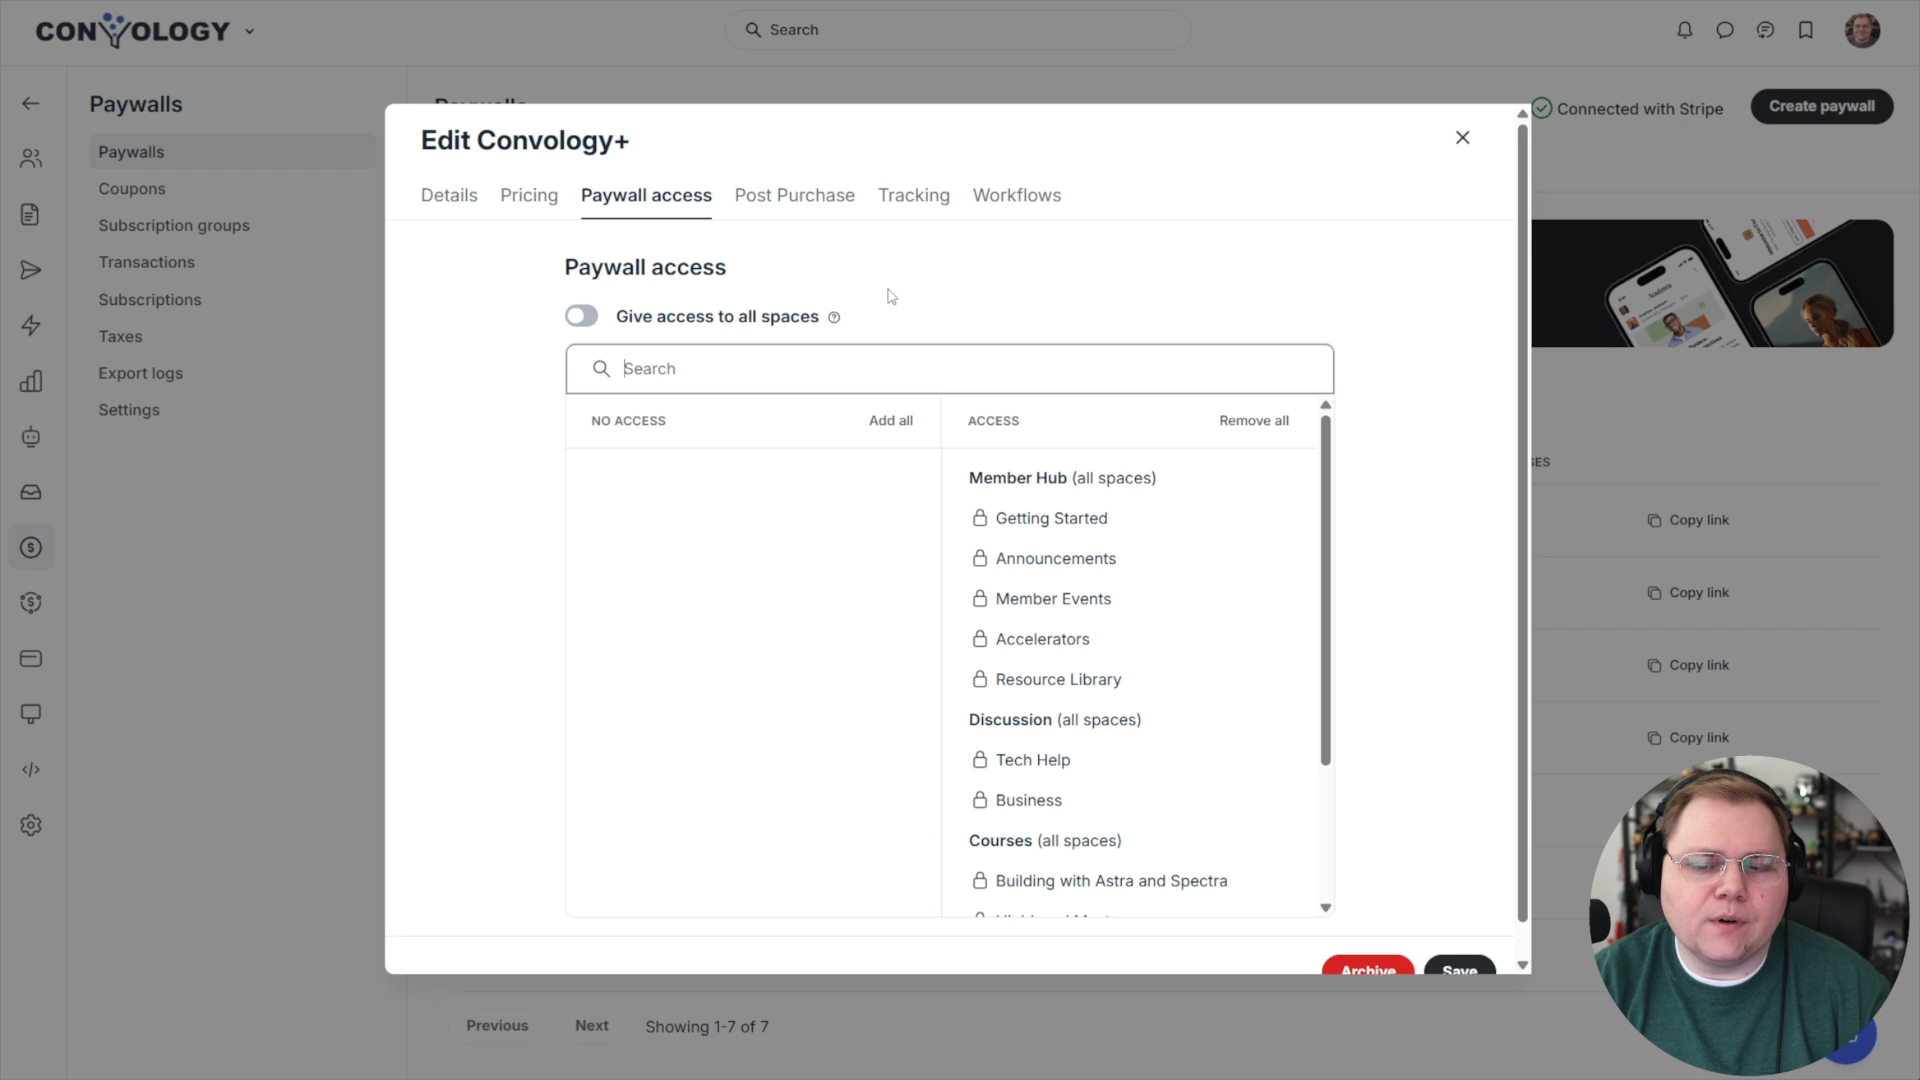 CONVOLOGY
Search
Paywalls
Paywalls
Coupons
Subscription groups
Transactions
Subscriptions
Taxes
Export logs
Settings
Paywalls
Connected with Stripe
Create paywall
Edit Convology+
Details
Pricing
Paywall access
Post Purchase
Tracking
Workflows
Paywall access
Give access to all spaces
Search
NO ACCESS
Add all
ACCESS
Remove all
Member Hub (all spaces)
Getting Started
Announcements
Member Events
Accelerators
Resource Library
Discussion (all spaces)
Tech Help
Business
Courses (all spaces)
Building with Astra and Spectra
Archive
Save
Copy link
Copy link
Copy link
Copy link
Previous
Next
Showing 1-7 of 7